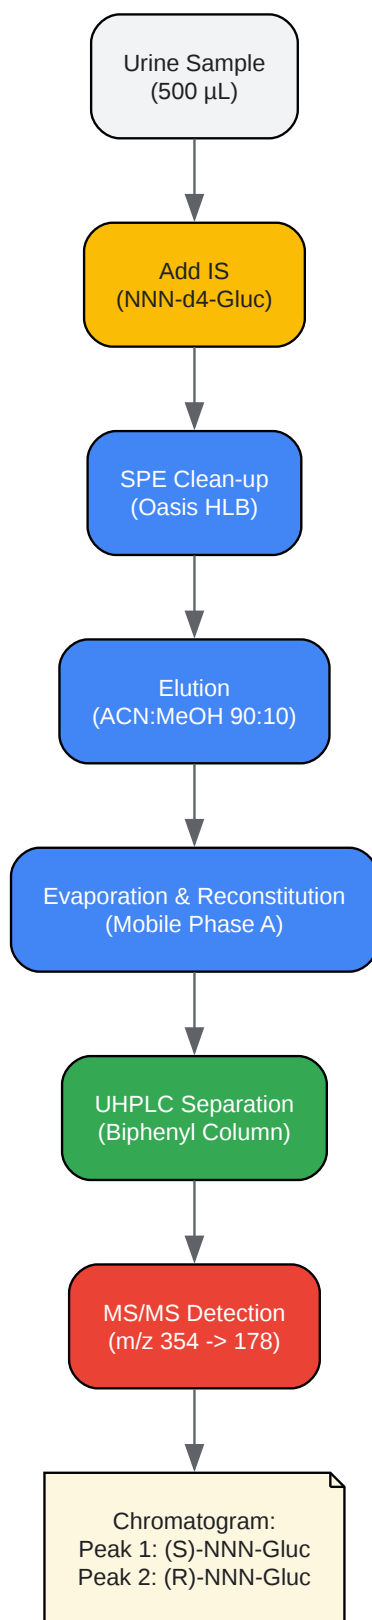 Urine Sample
(500 µL)
Add IS
(NNN-d4-Gluc)
SPE Clean-up
(Oasis HLB)
Elution
(ACN:MeOH 90:10)
Evaporation & Reconstitution
(Mobile Phase A)
UHPLC Separation
(Biphenyl Column)
MS/MS Detection
(m/z 354 -> 178)
Chromatogram:
Peak 1: (S)-NNN-Gluc
Peak 2: (R)-NNN-Gluc